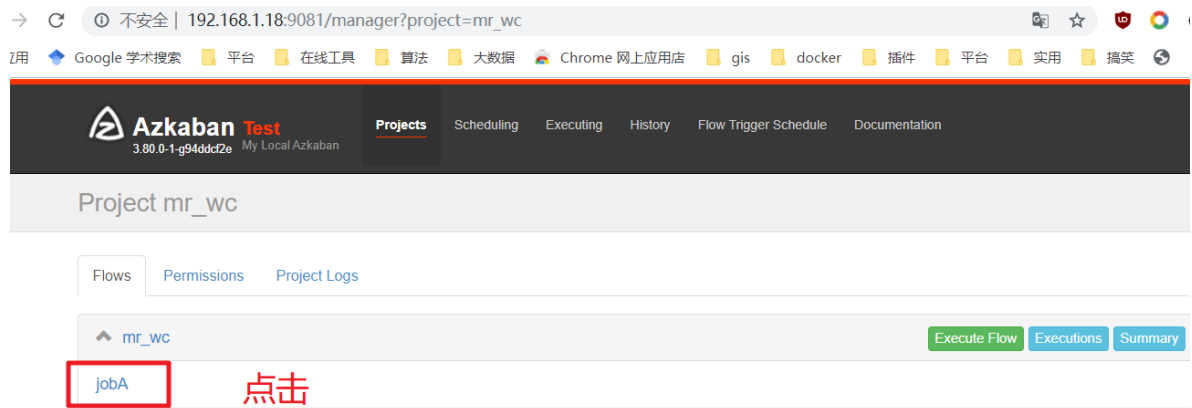 不安全 | 192.168.1.18:9081/manager?project=mr_wc
应用 Google 学术搜索 平台 在线工具 算法 大数据 Chrome 网上应用店 gis docker 插件 平台 实用 搞笑
Azkaban Test Projects Scheduling Executing History Flow Trigger Schedule Documentation
3.80.0-1-g94ddcf2e My Local Azkaban
Project mr_wc
Flows Permissions Project Logs
mr_wc Execute Flow Executions Summary
jobA 点击